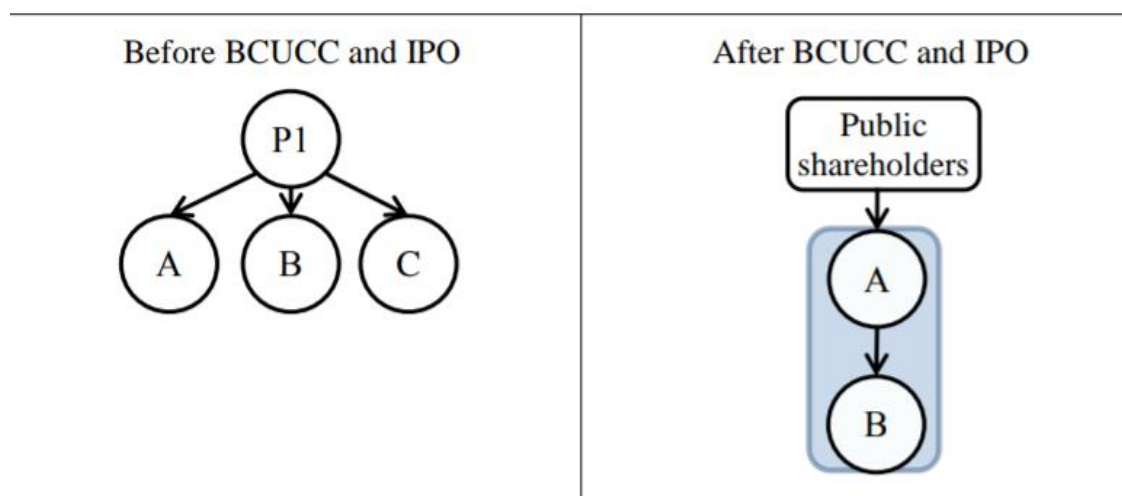 Before BCUCC and IPO
P1
A
B
C
After BCUCC and IPO
Public
shareholders
A
B